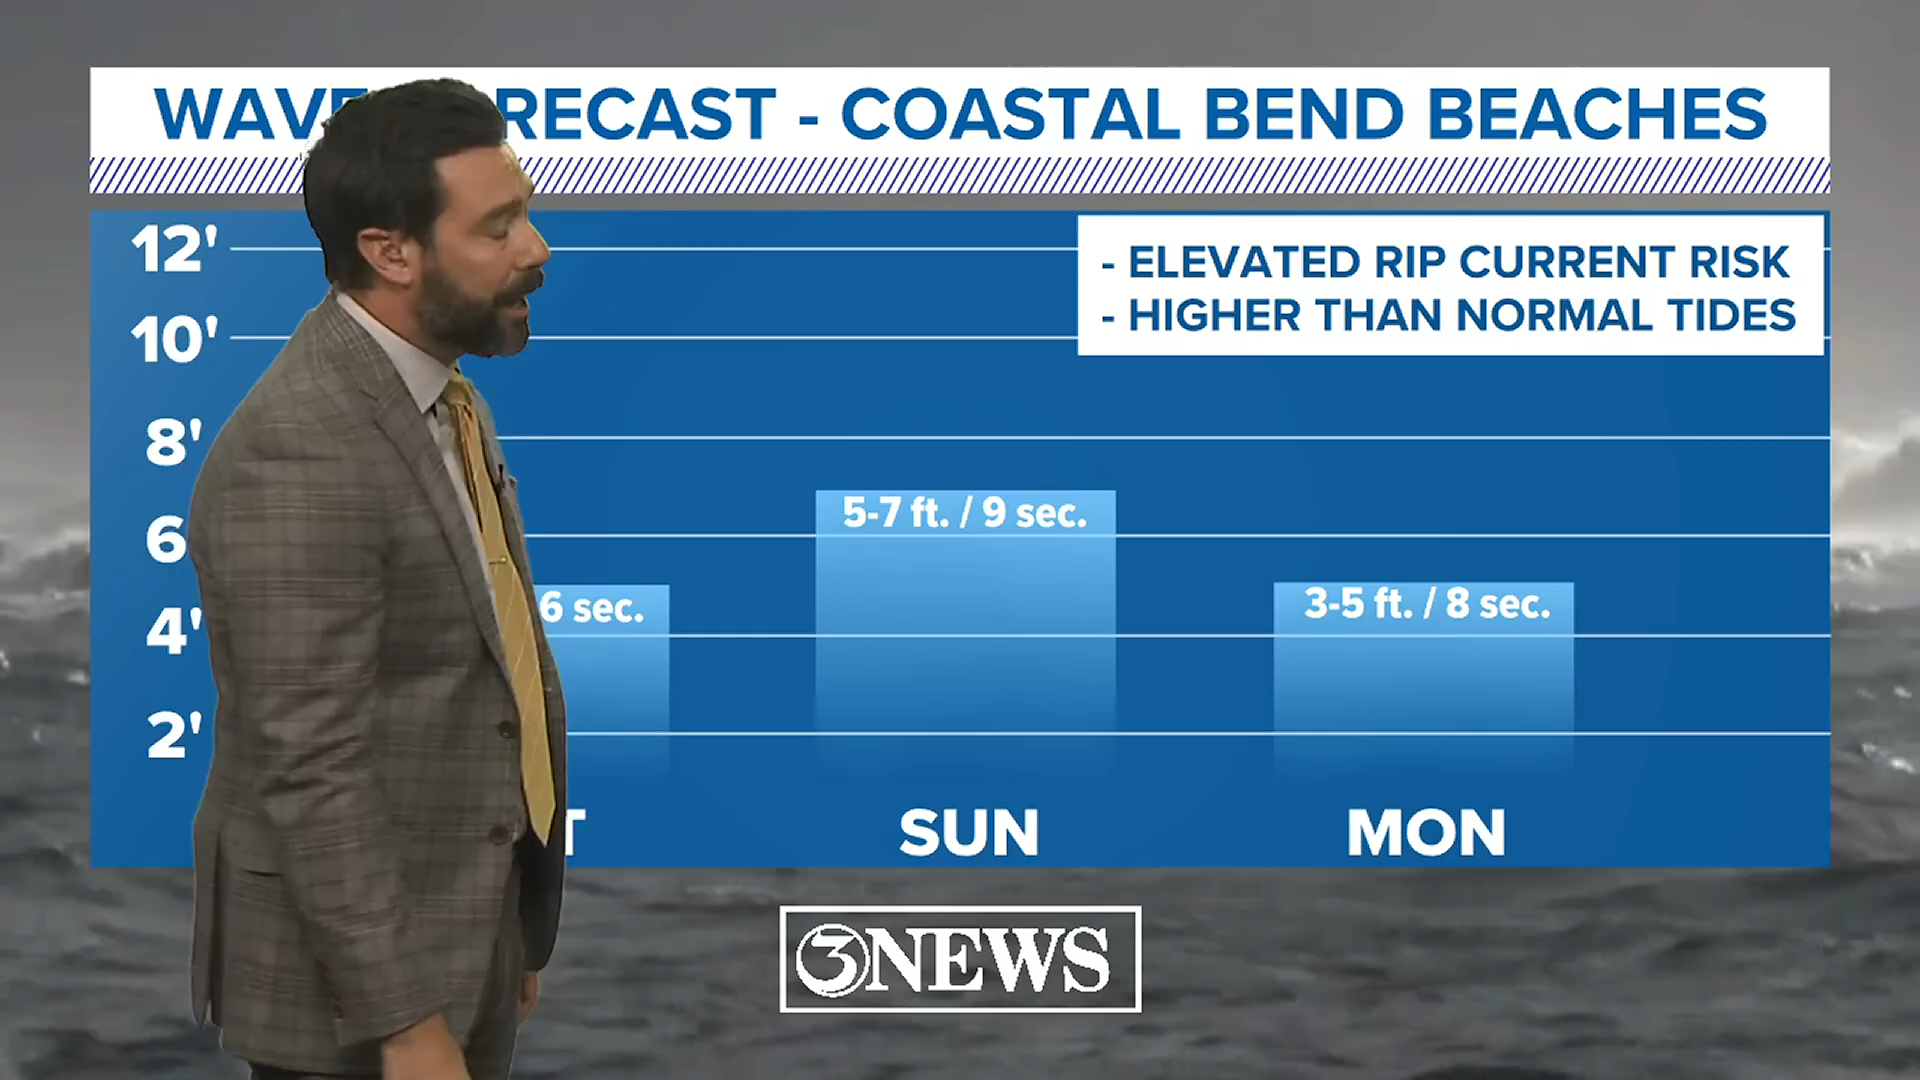 RECAST - COASTAL BEND BEACHES
- ELEVATED RIP CURRENT RISK
- HIGHER THAN NORMAL TIDES
12'
10'
8'
6
4'
2'
6 sec.
5-7 ft. / 9 sec.
3-5 ft. / 8 sec.
T
SUN
MON
3NEWS